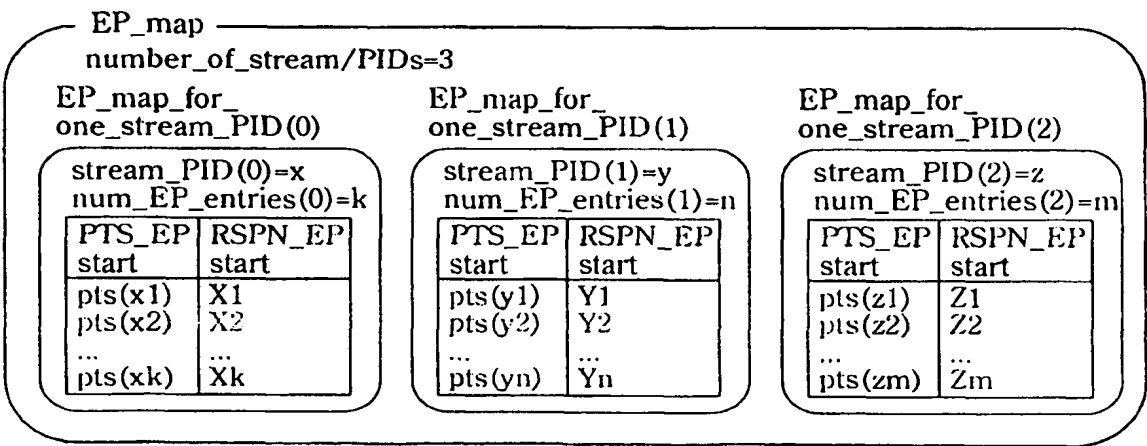 EP_map
number_of_stream/PIDs=3
EP_map_for_
one_stream_PID(0)
stream_PID(0)=x
num_EP_entries(0)=k
PTS_EP RSPN_EP
start start
pts(x1) X1
pts(x2) X2
... ...
pts(xk) Xk
EP_map_for_
one_stream_PID(1)
stream_PID(1)=y
num_EP_entries(1)=n
PTS_EP RSPN_EP
start start
pts(y1) Y1
pts(y2) Y2
... ...
pts(yn) Yn
EP_map_for_
one_stream_PID(2)
stream_PID(2)=z
num_EP_entries(2)=m
PTS_EP RSPN_EP
start start
pts(z1) Z1
pts(z2) Z2
... ...
pts(zm) Zm